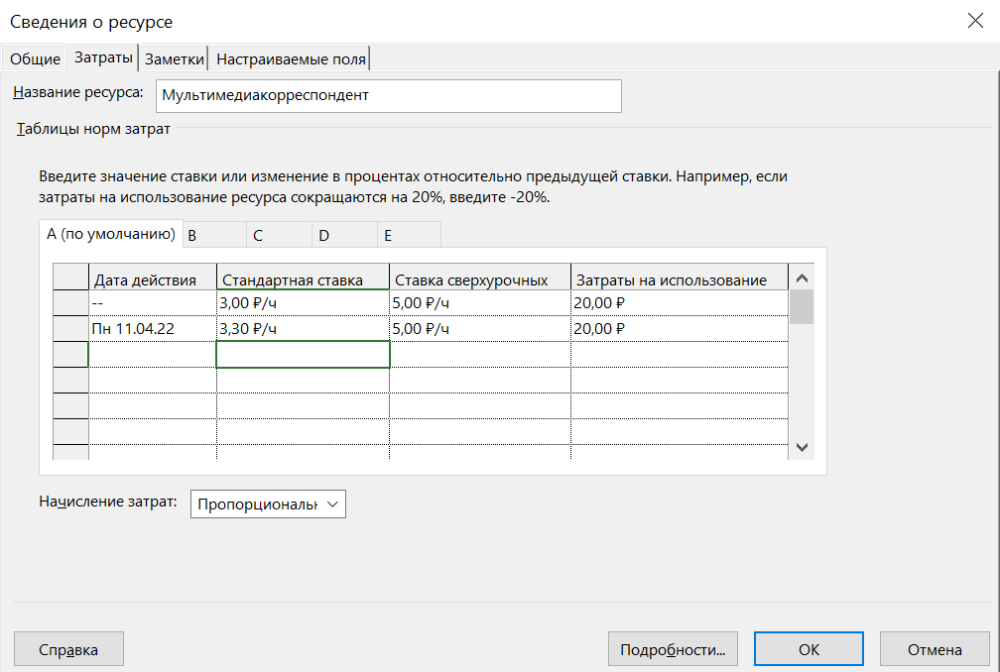 Сведения о ресурсе
Общие Затраты Заметки Настраиваемые поля
Название ресурса: Мультимедиакорреспондент
Таблицы норм затрат
Введите значение ставки или изменение в процентах относительно предыдущей ставки. Например, если
затраты на использование ресурса сокращаются на 20%, введите -20%.
A (по умолчанию) B C D E
Дата действия Стандартная ставка Ставка сверхурочных Затраты на использование
-- 3,00 ₽/ч 5,00 ₽/ч 20,00 ₽
Пн 11.04.22 3,30 ₽/ч 5,00 ₽/ч 20,00 ₽
Начисление затрат: Пропорциональн
Справка Подробности... ОК Отмена